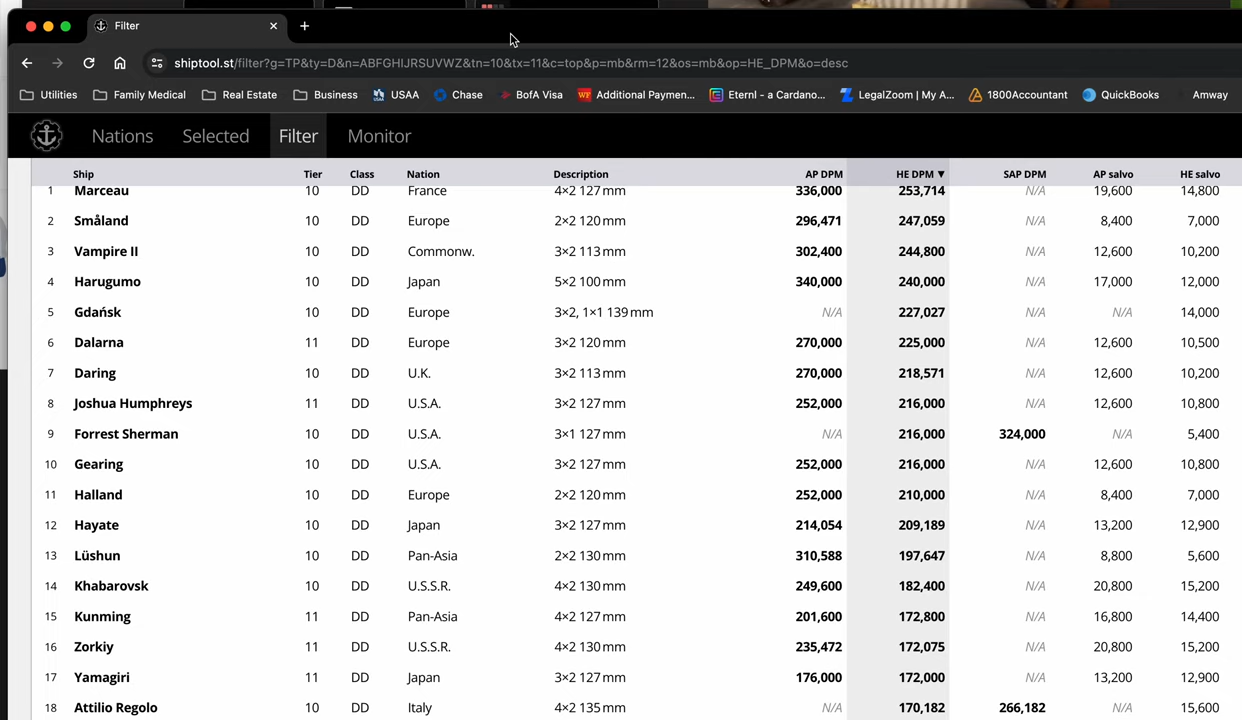 Filter
shiptool.st/filter?g=TP&ty=D&n=ABFGHIJRSUVWZ&tn=10&tx=11&c=top&p=mb&rm=12&os=mb&op=HE_DPM&o=desc
Utilities Family Medical Real Estate Business USAA Chase BofA Visa Additional Paymen... Eternl - a Cardano... LegalZoom | My A... 1800Accountant QuickBooks Amway
Nations Selected Filter Monitor
Ship Tier Class Nation Description AP DPM HE DPM ▼ SAP DPM AP salvo HE salvo
1 Marceau 10 DD France 4×2 127 mm 336,000 253,714 N/A 19,600 14,800
2 Småland 10 DD Europe 2×2 120 mm 296,471 247,059 N/A 8,400 7,000
3 Vampire II 10 DD Commonw. 3×2 113 mm 302,400 244,800 N/A 12,600 10,200
4 Harugumo 10 DD Japan 5×2 100 mm 340,000 240,000 N/A 17,000 12,000
5 Gdańsk 10 DD Europe 3×2, 1×1 139 mm N/A 227,027 N/A N/A 14,000
6 Dalarna 11 DD Europe 3×2 120 mm 270,000 225,000 N/A 12,600 10,500
7 Daring 10 DD U.K. 3×2 113 mm 270,000 218,571 N/A 12,600 10,200
8 Joshua Humphreys 11 DD U.S.A. 3×2 127 mm 252,000 216,000 N/A 12,600 10,800
9 Forrest Sherman 10 DD U.S.A. 3×1 127 mm N/A 216,000 324,000 N/A 5,400
10 Gearing 10 DD U.S.A. 3×2 127 mm 252,000 216,000 N/A 12,600 10,800
11 Halland 10 DD Europe 2×2 120 mm 252,000 210,000 N/A 8,400 7,000
12 Hayate 10 DD Japan 3×2 127 mm 214,054 209,189 N/A 13,200 12,900
13 Lüshun 10 DD Pan-Asia 2×2 130 mm 310,588 197,647 N/A 8,800 5,600
14 Khabarovsk 10 DD U.S.S.R. 4×2 130 mm 249,600 182,400 N/A 20,800 15,200
15 Kunming 11 DD Pan-Asia 4×2 127 mm 201,600 172,800 N/A 16,800 14,400
16 Zorkiy 11 DD U.S.S.R. 4×2 130 mm 235,472 172,075 N/A 20,800 15,200
17 Yamagiri 11 DD Japan 3×2 127 mm 176,000 172,000 N/A 13,200 12,900
18 Attilio Regolo 10 DD Italy 4×2 135 mm N/A 170,182 266,182 N/A 15,600